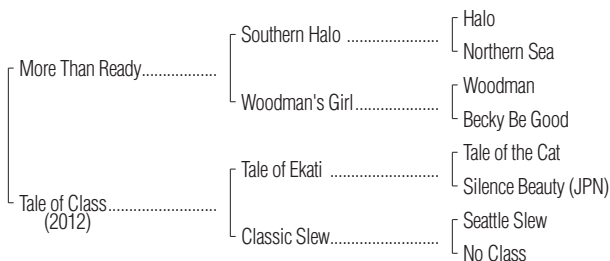 Halo
Southern Halo ....................
Northern Sea
More Than Ready................
Woodman
Woodman's Girl ..................
Becky Be Good
Tale of the Cat
Tale of Ekati .......................
Silence Beauty (JPN)
Tale of Class.......................
(2012)
Seattle Slew
Classic Slew.......................
No Class